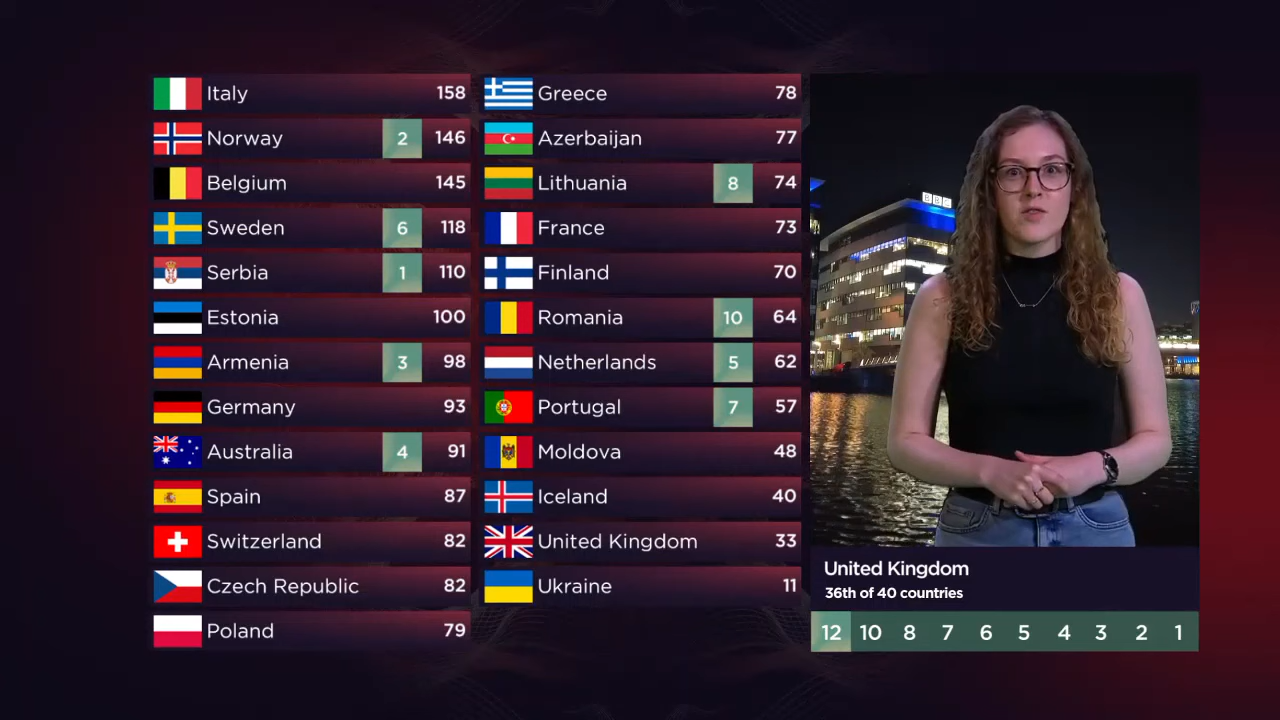 Italy 158
Norway 2 146
Belgium 145
Sweden 6 118
Serbia 1 110
Estonia 100
Armenia 3 98
Germany 93
Australia 4 91
Spain 87
Switzerland 82
Czech Republic 82
Poland 79
Greece 78
Azerbaijan 77
Lithuania 8 74
France 73
Finland 70
Romania 10 64
Netherlands 5 62
Portugal 7 57
Moldova 48
Iceland 40
United Kingdom 33
Ukraine 11
BBC
United Kingdom
36th of 40 countries
12 10 8 7 6 5 4 3 2 1